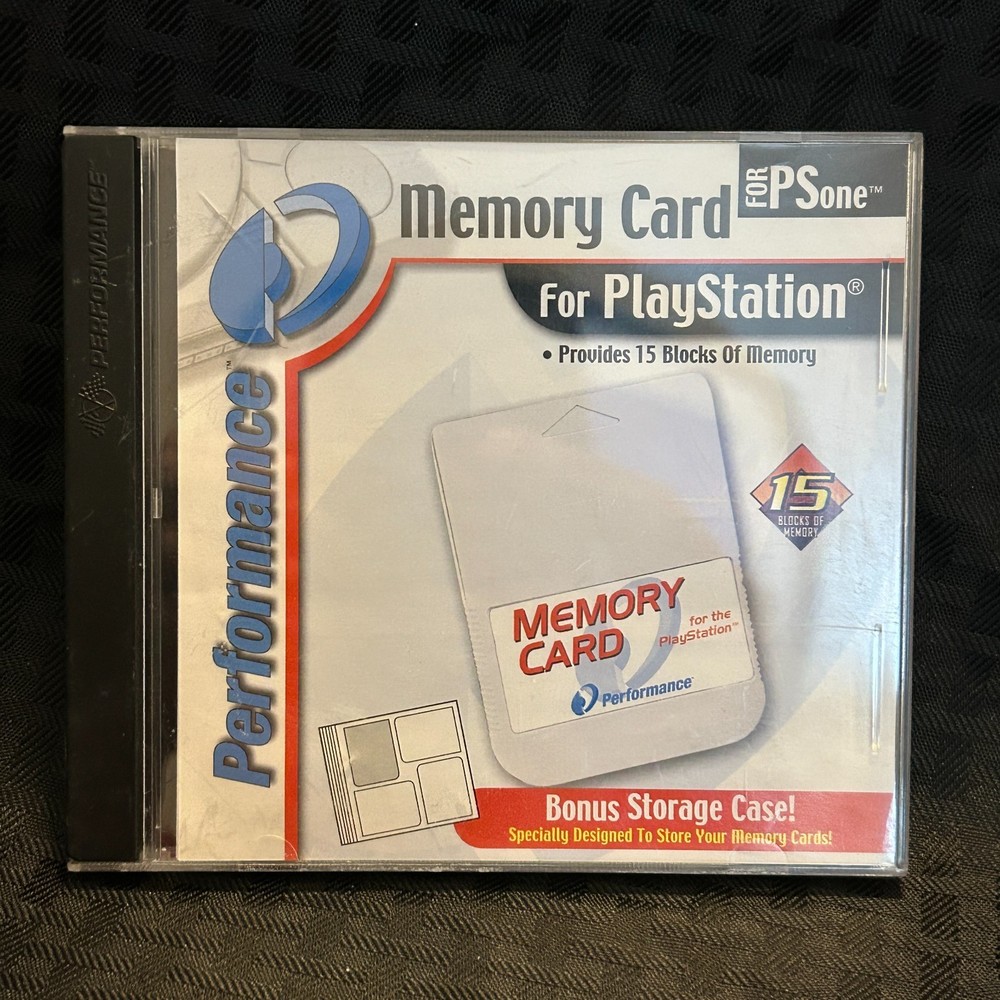 PERFORMANCE
Performance™
Memory Card
FOR PSone™
For PlayStation®
• Provides 15 Blocks Of Memory
15
BLOCKS OF
MEMORY
MEMORY
CARD
for the
PlayStation™
Performance
Bonus Storage Case!
Specially Designed To Store Your Memory Cards!